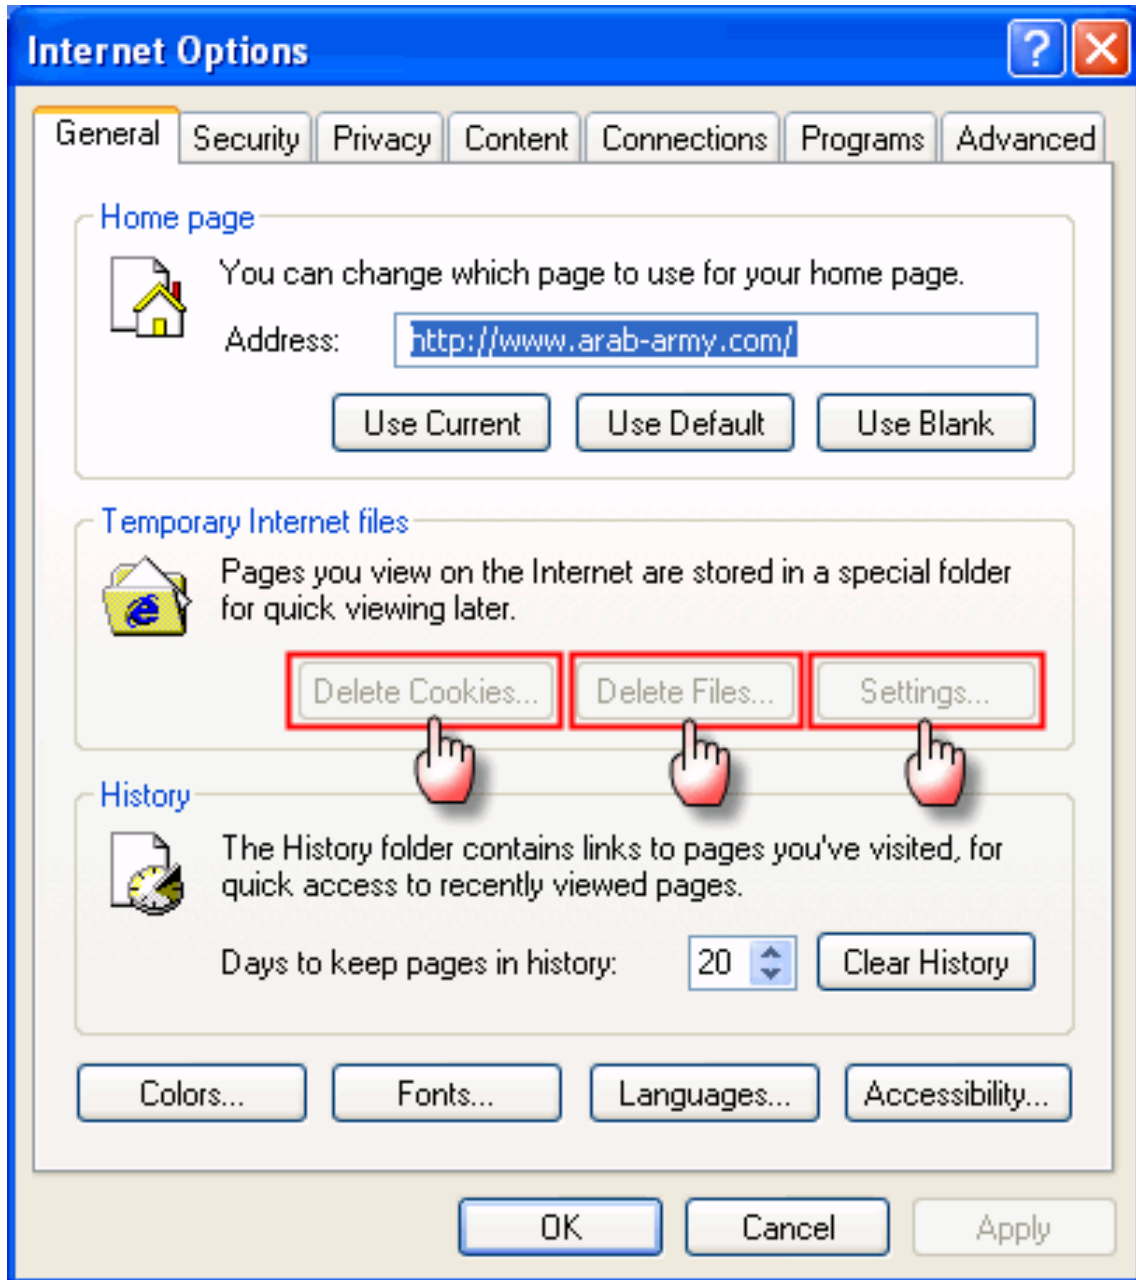 Internet Options
General Security Privacy Content Connections Programs Advanced
Home page
You can change which page to use for your home page.
Address: http://www.arab-army.com/
Use Current Use Default Use Blank
Temporary Internet files
Pages you view on the Internet are stored in a special folder
for quick viewing later.
Delete Cookies... Delete Files... Settings...
History
The History folder contains links to pages you've visited, for
quick access to recently viewed pages.
Days to keep pages in history: 20 Clear History
Colors... Fonts... Languages... Accessibility...
OK Cancel Apply